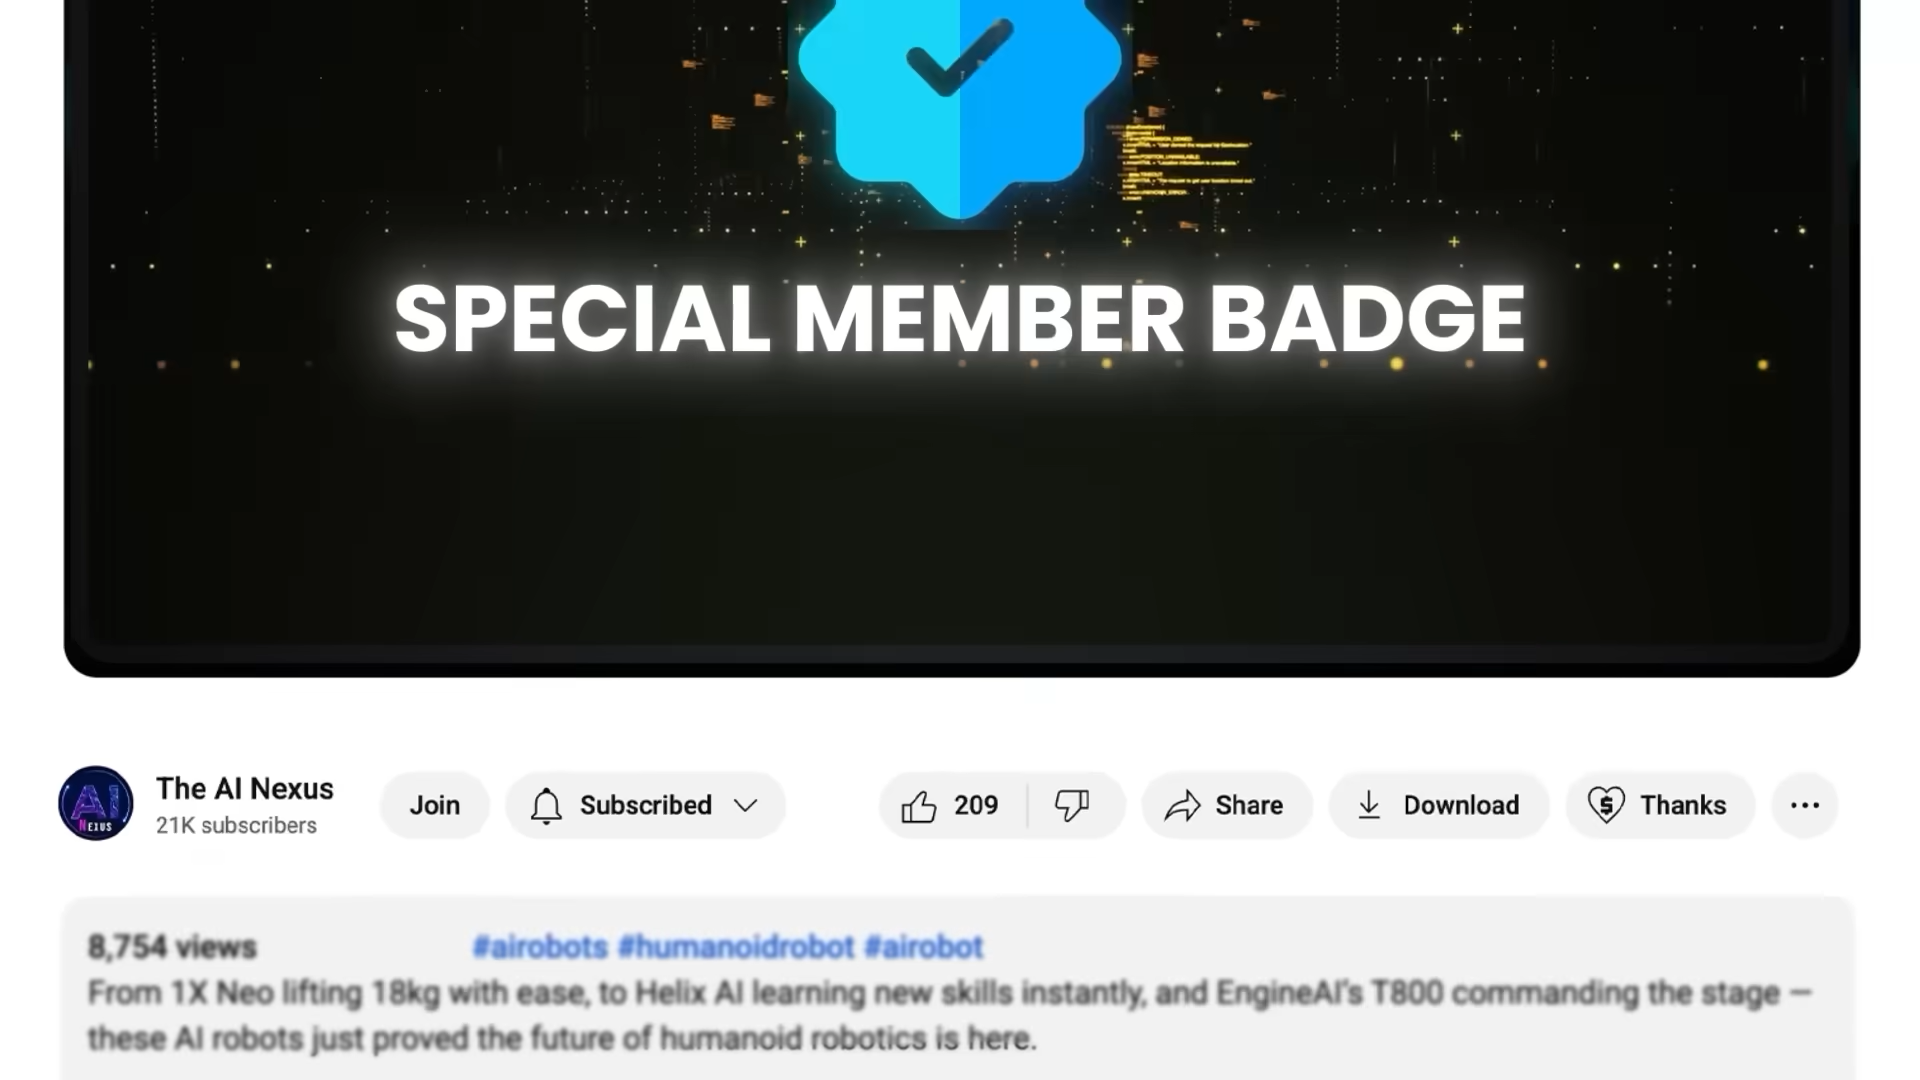 SPECIAL MEMBER BADGE
AI
NEXUS
The AI Nexus
21K subscribers
Join
Subscribed
209
Share
Download
Thanks
8,754 views #airobots #humanoidrobot #airobot
From 1X Neo lifting 18kg with ease, to Helix AI learning new skills instantly, and EngineAI's T800 commanding the stage —
these AI robots just proved the future of humanoid robotics is here.